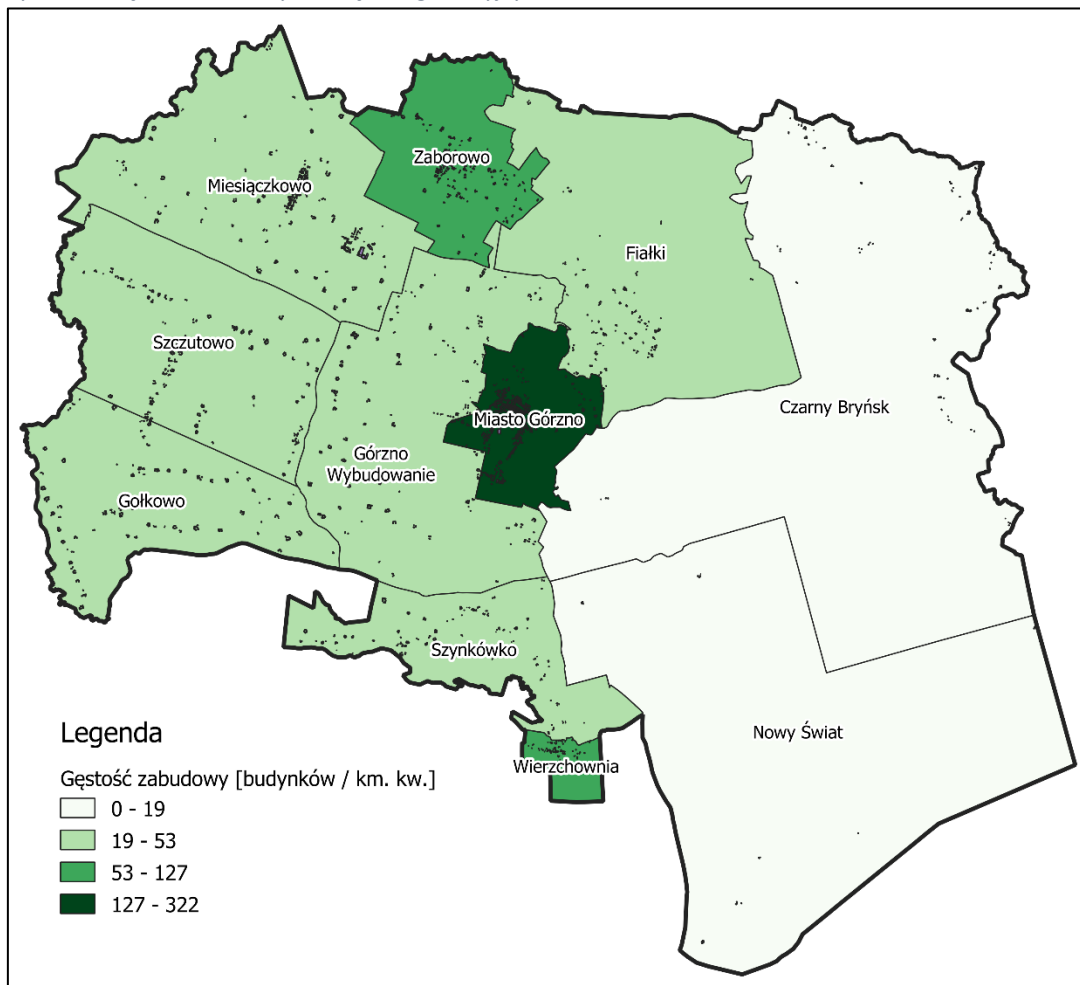 Zaborowo
Miesiączkowo
Fiałki
Szczutowo
Czarny Bryńsk
Miasto Górzno
Górzno
Wybudowanie
Gołkowo
Szynkówko
Nowy Świat
Wierzchownia
Legenda
Gęstość zabudowy [budynków / km. kw.]
0 - 19
19 - 53
53 - 127
127 - 322